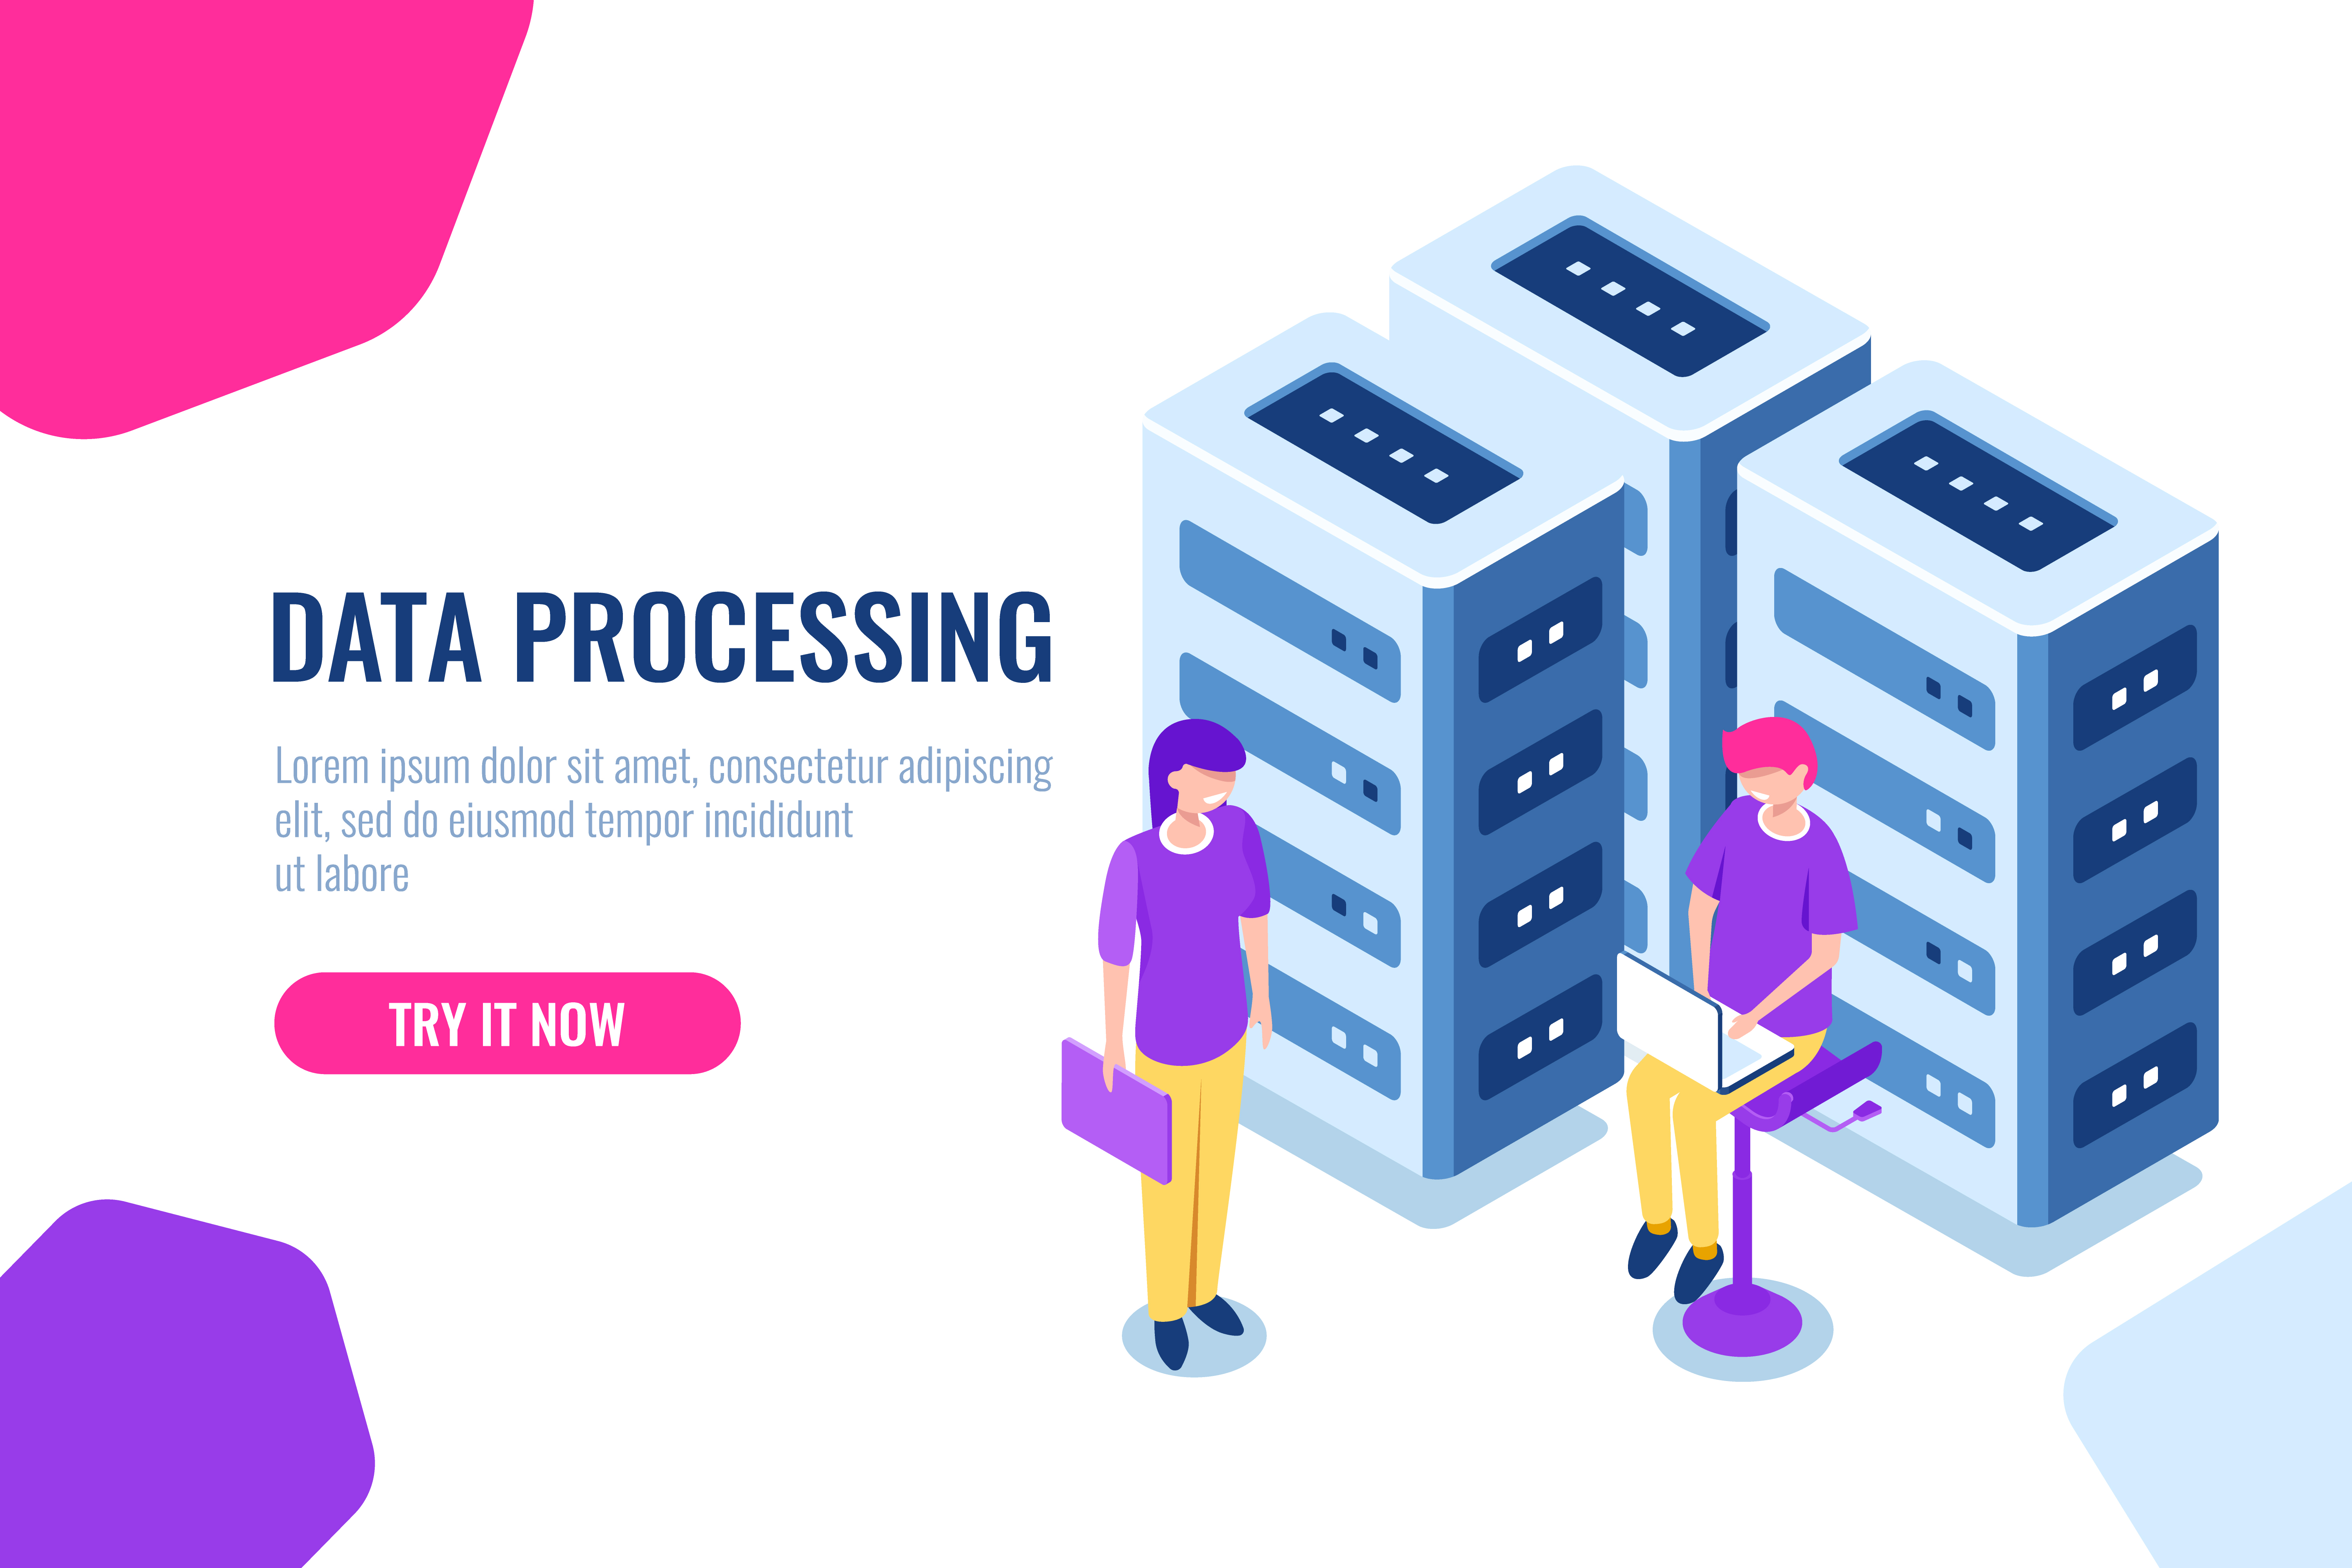 DATA PROCESSING
Lorem ipsum dolor sit amet, consectetur adipiscing
elit, sed do eiusmod tempor incididunt
ut labore
TRY IT NOW